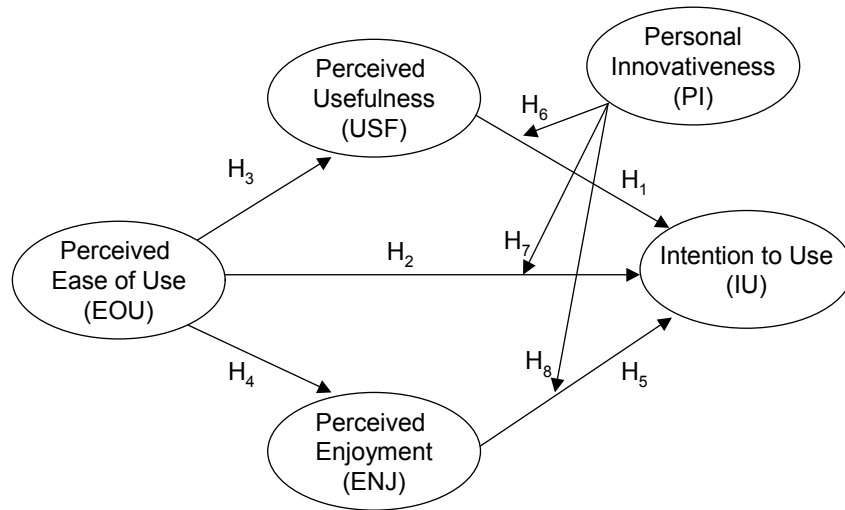 Personal
Innovativeness
(PI)
Perceived
Usefulness
(USF)
H6
H3
H1
Perceived
Ease of Use
(EOU)
H2
H7
Intention to Use
(IU)
H4
H8
H5
Perceived
Enjoyment
(ENJ)